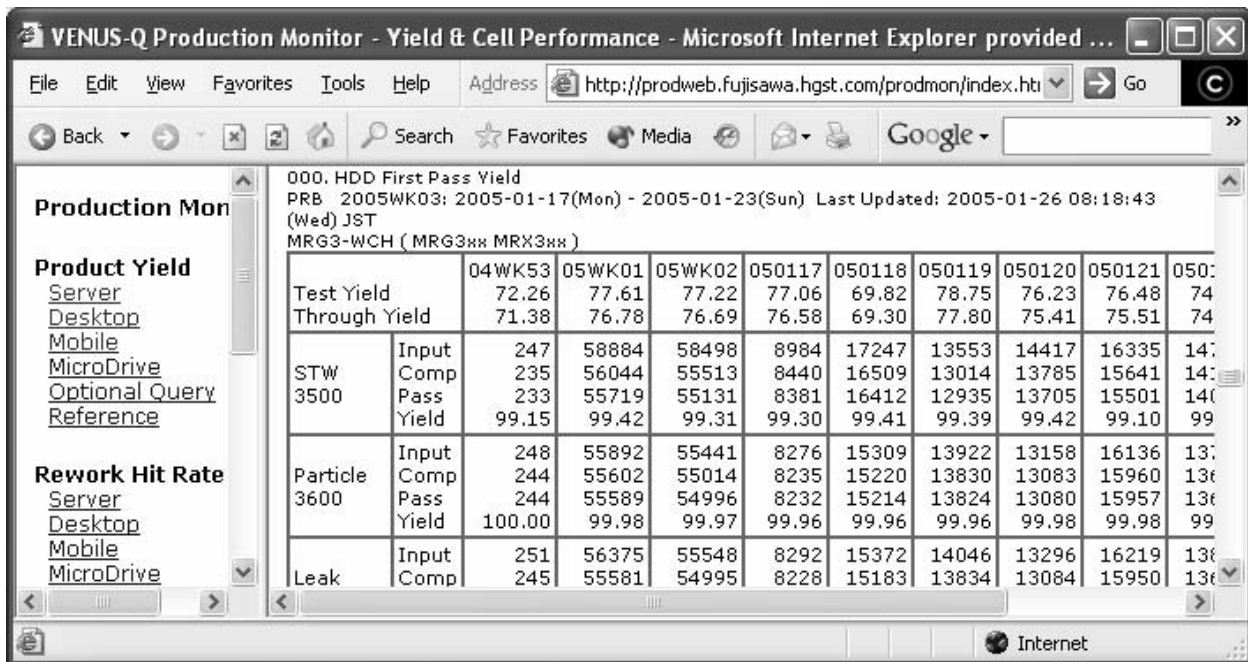 VENUS-Q Production Monitor - Yield & Cell Performance - Microsoft Internet Explorer provided ...
File Edit View Favorites Tools Help Address http://prodweb.fujisawa.hgst.com/prodmon/index.ht Go
Back Search Favorites Media Google
Production Mon
Product Yield
Server
Desktop
Mobile
MicroDrive
Optional Query
Reference
Rework Hit Rate
Server
Desktop
Mobile
MicroDrive
000. HDD First Pass Yield
PRB 2005WK03: 2005-01-17(Mon) - 2005-01-23(Sun) Last Updated: 2005-01-26 08:18:43
(Wed) JST
MRG3-WCH ( MRG3xx MRX3xx )
04WK53 05WK01 05WK02 050117 050118 050119 050120 050121 050
Test Yield 72.26 77.61 77.22 77.06 69.82 78.75 76.23 76.48 74
Through Yield 71.38 76.78 76.69 76.58 69.30 77.80 75.41 75.51 74
Input 247 58884 58498 8984 17247 13553 14417 16335 14
STW Comp 235 56044 55513 8440 16509 13014 13785 15641 14
3500 Pass 233 55719 55131 8381 16412 12935 13705 15501 14
Yield 99.15 99.42 99.31 99.30 99.41 99.39 99.42 99.10 99
Input 248 55892 55441 8276 15309 13922 13158 16136 13
Particle Comp 244 55602 55014 8235 15220 13830 13083 15960 13
3600 Pass 244 55589 54996 8232 15214 13824 13080 15957 13
Yield 100.00 99.98 99.97 99.96 99.96 99.96 99.98 99.98 99
Input 251 56375 55548 8292 15372 14046 13296 16219 13
Leak Comp 245 55581 54995 8228 15183 13834 13084 15950 13
Internet